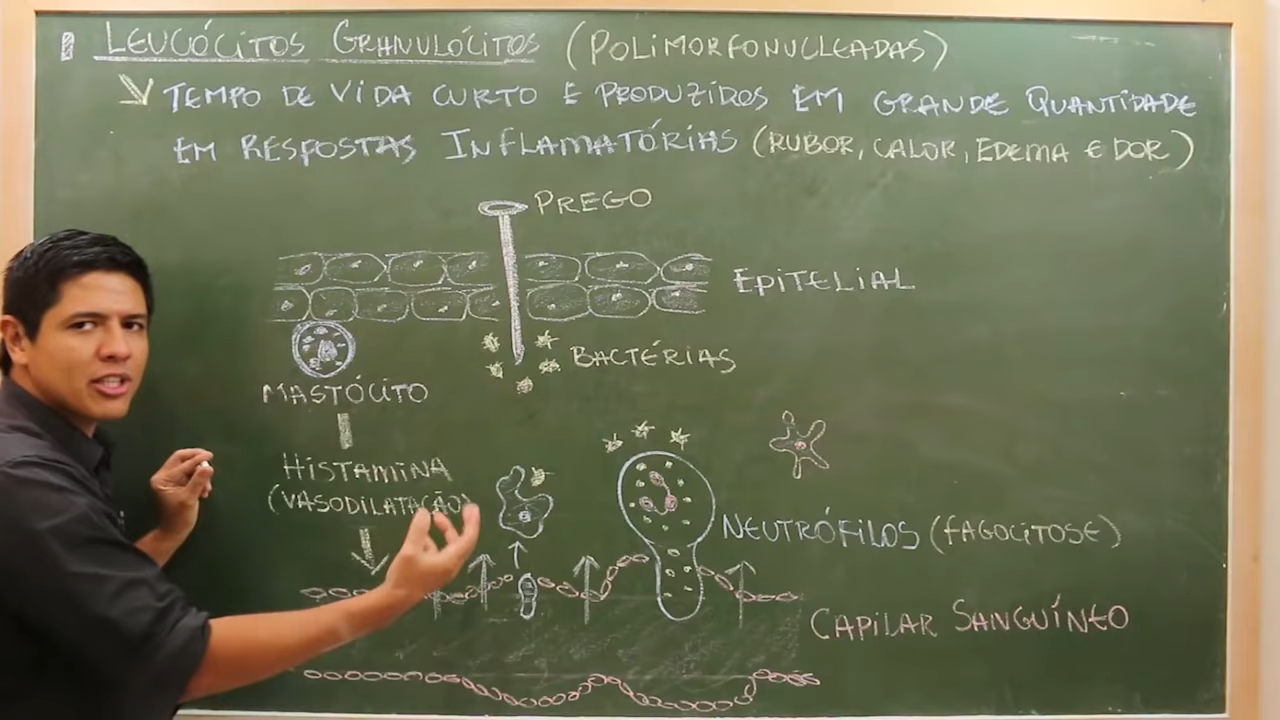 LEUCÓCITOS GRANULÓCITOS (POLIMORFONUCLEADAS)
TEMPO DE VIDA CURTO E PRODUZIDOS EM GRANDE QUANTIDADE
EM RESPOSTAS INFLAMATÓRIAS (RUBOR, CALOR, EDEMA E DOR)
PREGO
EPITELIAL
BACTÉRIAS
MASTÓCITO
HISTAMINA
(VASODILATAÇÃO)
NEUTRÓFILOS (FAGOCITOSE)
CAPILAR SANGUÍNEO